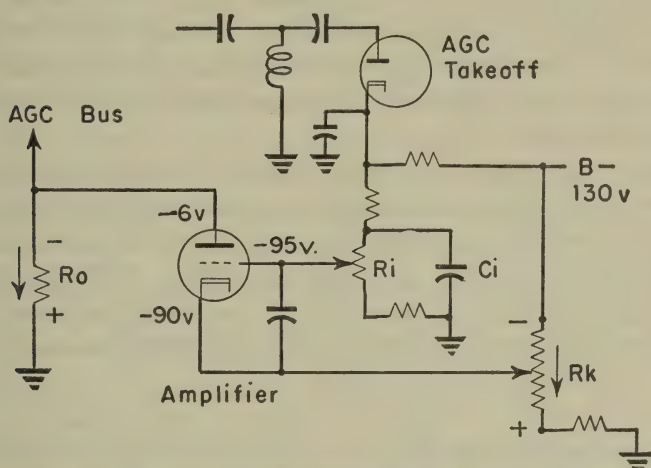 AGC
Takeoff
AGC Bus
B—
130 v
—6v
—95v.
Ri
Ci
—
Ro
+
—90v
—
Rk
+
Amplifier